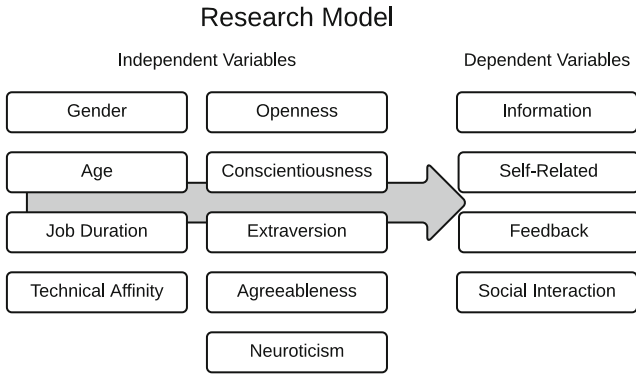 Research Model
Independent Variables
Dependent Variables
Gender
Openness
Information
Age
Conscientiousness
Self-Related
Job Duration
Extraversion
Feedback
Technical Affinity
Agreeableness
Social Interaction
Neuroticism